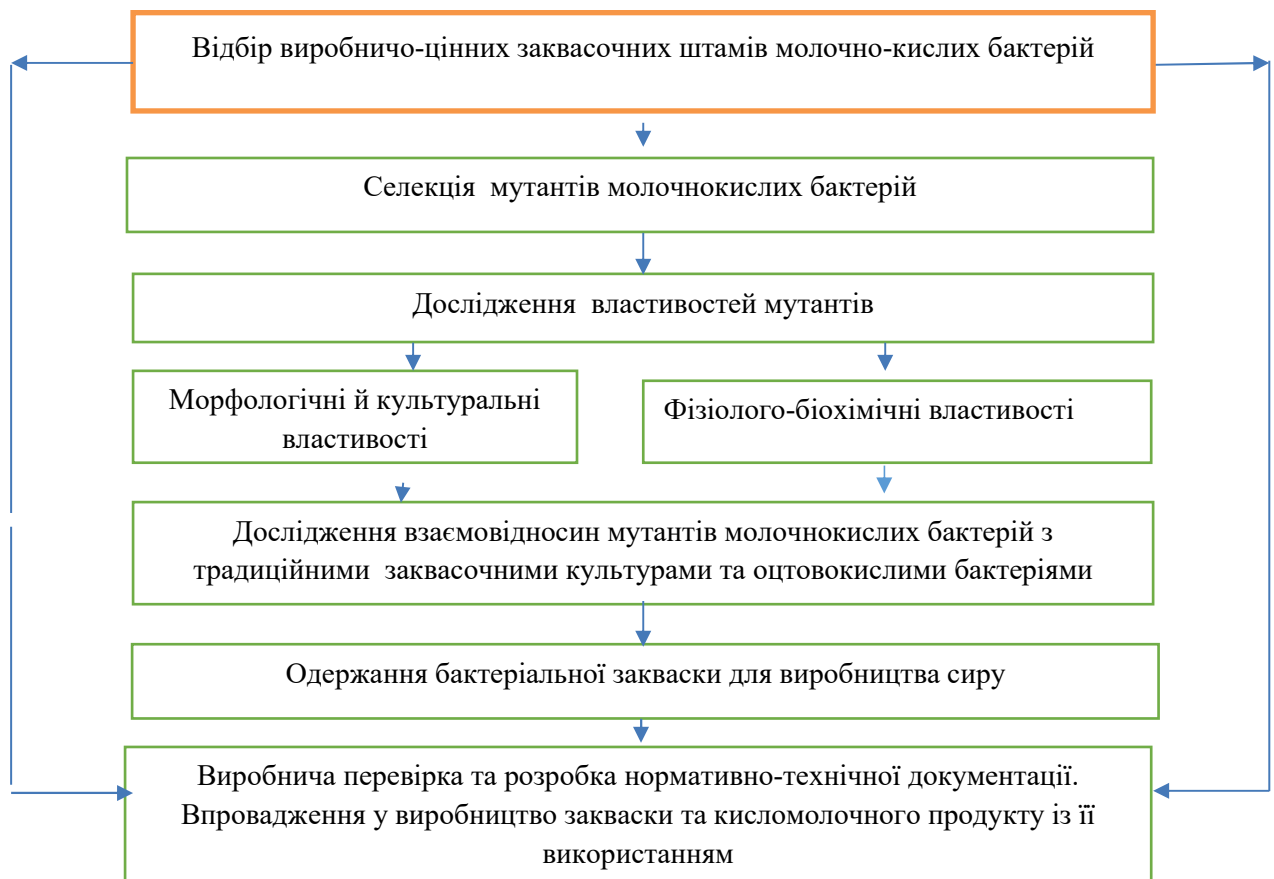 Відбір виробничо-цінних заквасочних штамів молочно-кислих бактерій
Селекція мутантів молочнокислих бактерій
Дослідження властивостей мутантів
Морфологічні й культуральні
властивості
Фізіолого-біохімічні властивості
Дослідження взаємовідносин мутантів молочнокислих бактерій з
традиційними заквасочними культурами та оцтовокислими бактеріями
Одержання бактеріальної закваски для виробництва сиру
Виробнича перевірка та розробка нормативно-технічної документації.
Впровадження у виробництво закваски та кисломолочного продукту із її
використанням